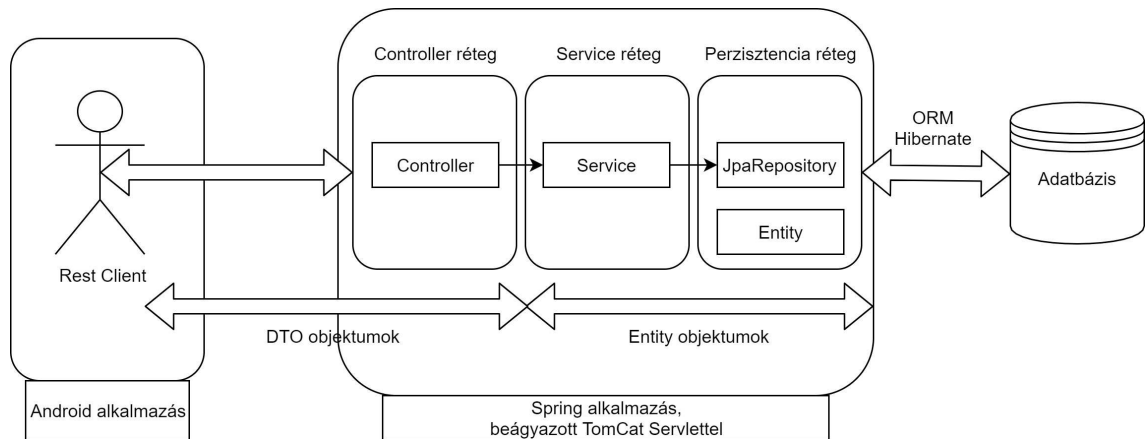 Controller réteg
Service réteg
Perzisztencia réteg
ORM
Hibernate
Controller
Service
JpaRepository
Adatbázis
Entity
Rest Client
DTO objektumok
Entity objektumok
Android alkalmazás
Spring alkalmazás,
beágyazott TomCat Servlettel